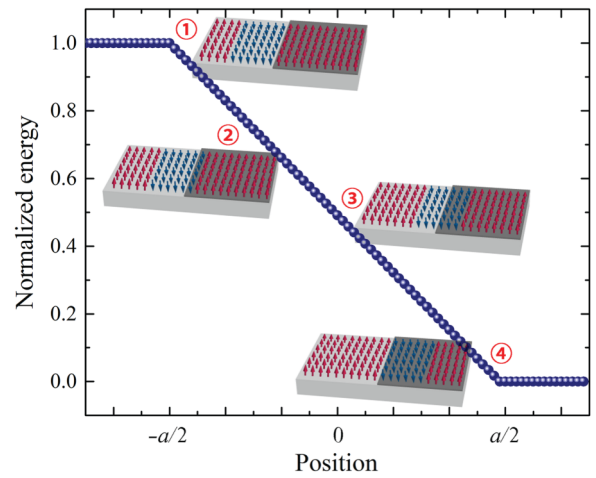 ①
1.0
0.8
②
0.6
③
0.4
0.2
④
0.0
Normalized energy
-a/2
0
a/2
Position